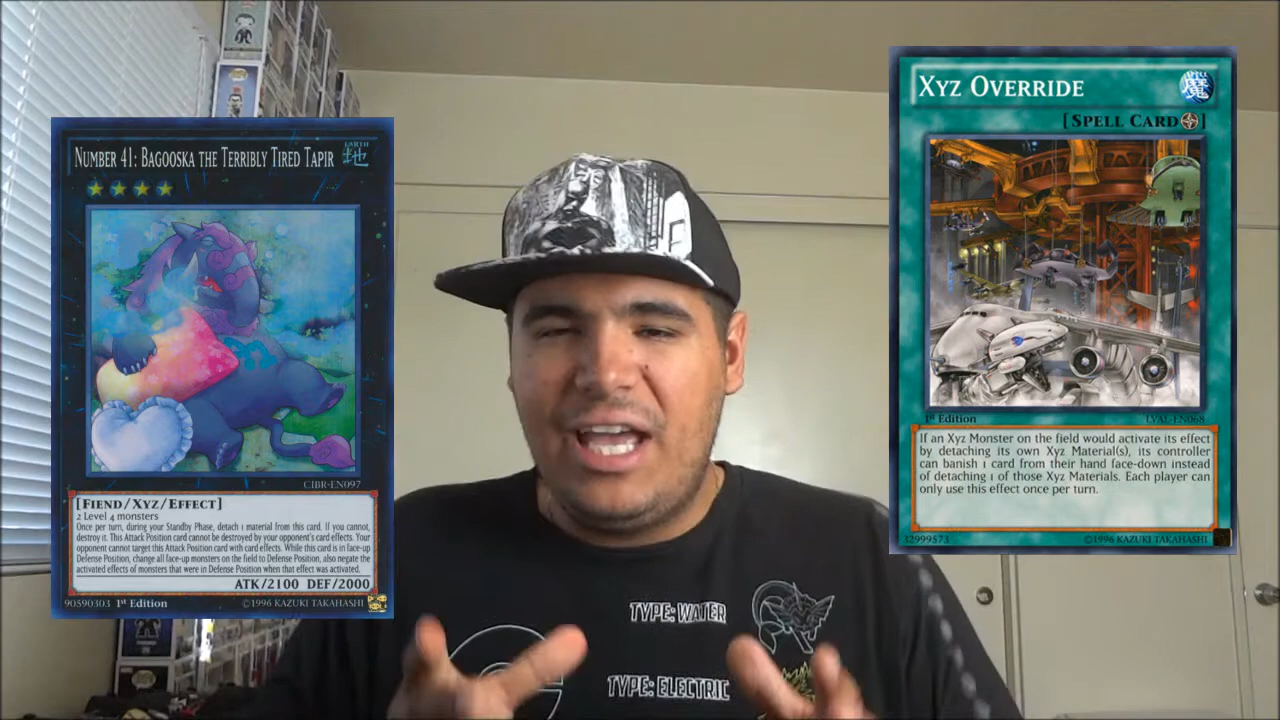 NUMBER 41: BAGOOSKA THE TERRIBLY TIRED TAPIR
EARTH
地
CIBR-EN097
[FIEND/XYZ/EFFECT]
2 Level 4 monsters
Once per turn, during your Standby Phase, detach 1 material from this card. If you cannot,
destroy it. This Attack Position card cannot be destroyed by your opponent's card effects. Your
opponent cannot target this Attack Position card with card effects. While this card is in face-up
Defense Position, change all face-up monsters on the field to Defense Position, also negate the
activated effects of monsters that were in Defense Position when that effect was activated.
ATK/2100 DEF/2000
90590303 1st Edition ©1996 KAZUKI TAKAHASHI
XYZ OVERRIDE
魔
[SPELL CARD]
1st Edition LVAL-EN068
If an Xyz Monster on the field would activate its effect
by detaching its own Xyz Material(s), its controller
can banish 1 card from their hand face-down instead
of detaching 1 of those Xyz Materials. Each player can
only use this effect once per turn.
32999573 ©1996 KAZUKI TAKAHASHI
TYPE: WATER
TYPE: ELECTRIC